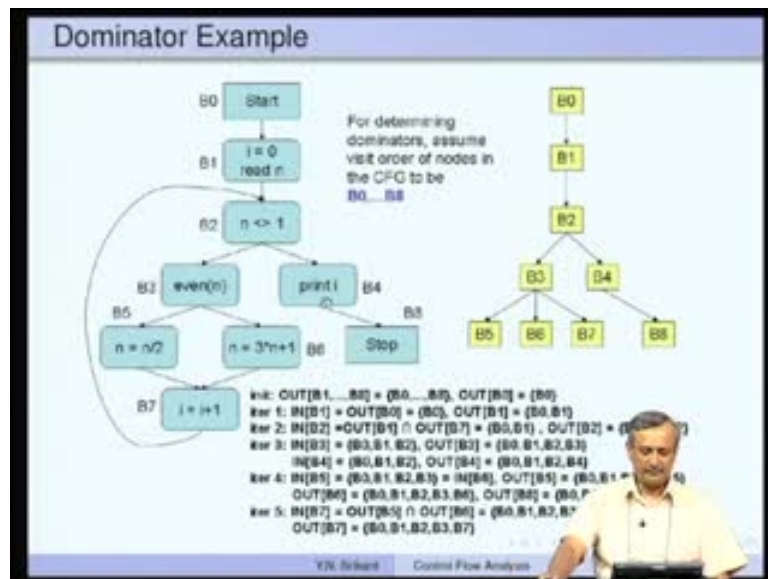 Dominator Example
B0
Start
B1
i = 0
read n
For determining
dominators, assume
visit order of nodes in
the CFG to be
B0,...B8
B2
n <> 1
B3
even(n)
print i
B4
B5
n = n/2
n = 3*n+1
B6
B8
Stop
B7
i = i+1
B0
B1
B2
B3
B4
B5
B6
B7
B8
init: OUT[B1,...B8] = {B0,...,B8}, OUT[B0] = {B0}
iter 1: IN[B1] = OUT[B0] = {B0}, OUT[B1] = {B0,B1}
iter 2: IN[B2] =OUT[B1] ∩ OUT[B7] = {B0,B1} , OUT[B2] =
iter 3: IN[B3] = {B0,B1,B2}, OUT[B3] = {B0,B1,B2,B3}
IN[B4] = {B0,B1,B2}, OUT[B4] = {B0,B1,B2,B4}
iter 4: IN[B5] = {B0,B1,B2,B3} = IN[B6], OUT[B5] = {B0,B1,
OUT[B6] = {B0,B1,B2,B3,B6}, OUT[B8] =
iter 5: IN[B7] = OUT[B5] ∩ OUT[B6] = {B0,B1,B2,
OUT[B7] = {B0,B1,B2,B3,B7}
Y.N. Srikant Control Flow Analysis